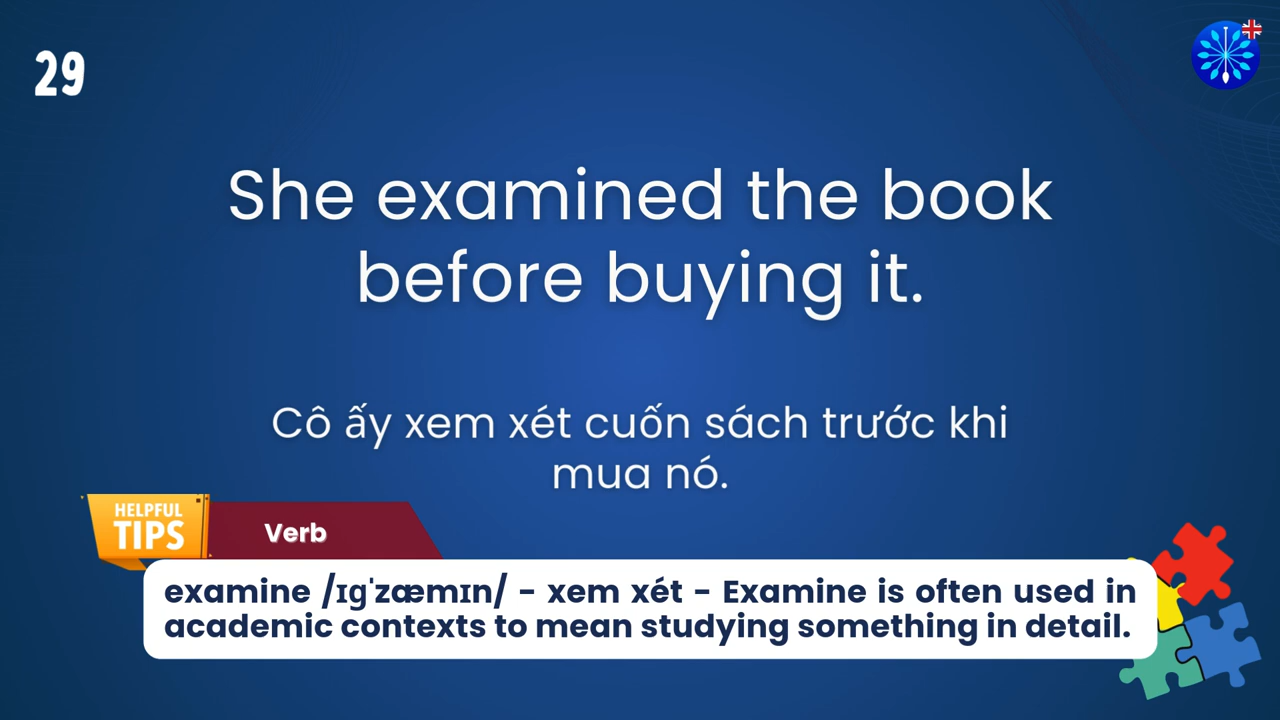 29
She examined the book
before buying it.
Cô ấy xem xét cuốn sách trước khi
mua nó.
HELPFUL
TIPS
Verb
examine /ɪɡˈzæmɪn/ - xem xét - Examine is often used in
academic contexts to mean studying something in detail.